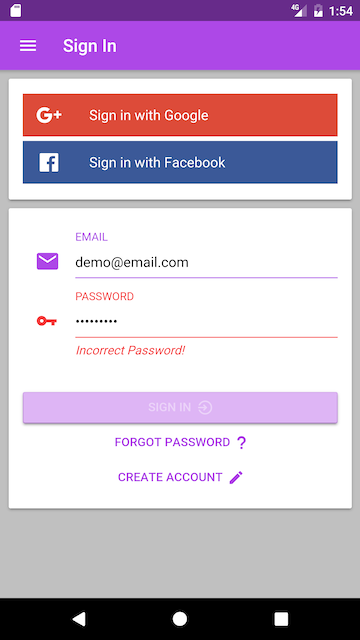 4G 1:54
Sign In
G+ Sign in with Google
Sign in with Facebook
EMAIL
demo@email.com
PASSWORD
•••••••••
Incorrect Password!
SIGN IN
FORGOT PASSWORD ?
CREATE ACCOUNT